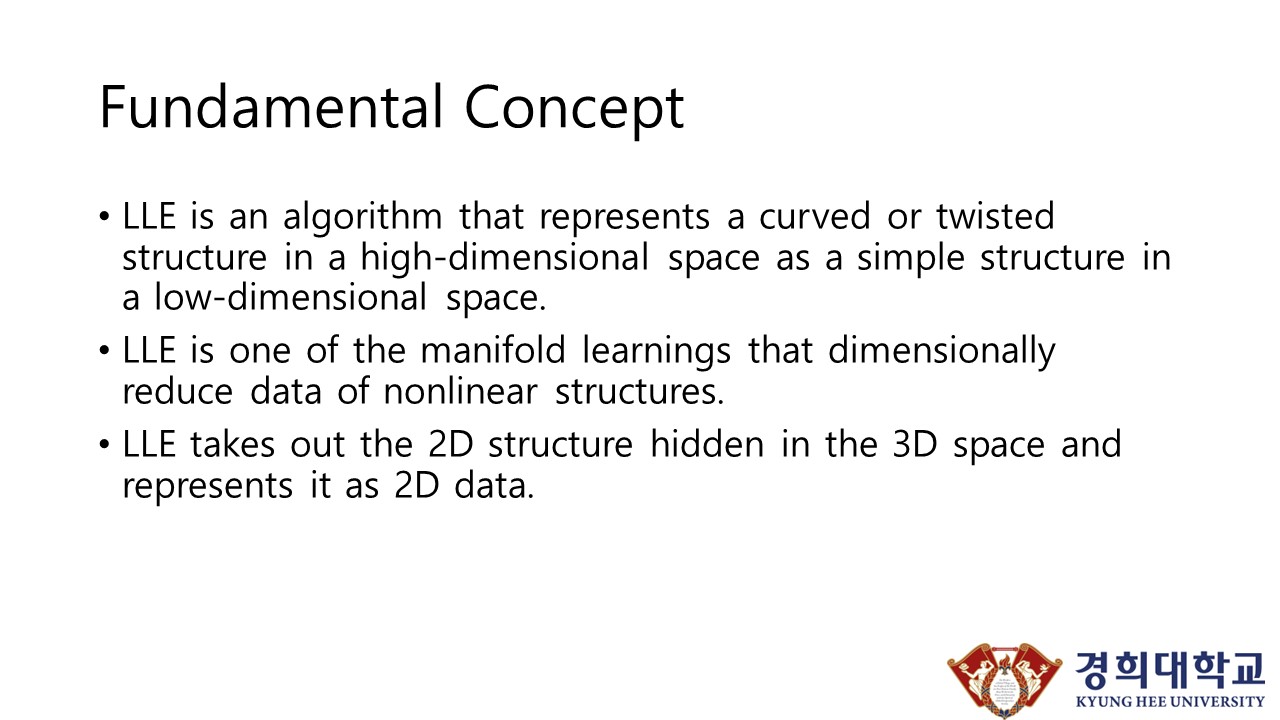 Fundamental Concept
• LLE is an algorithm that represents a curved or twisted
structure in a high-dimensional space as a simple structure in
a low-dimensional space.
• LLE is one of the manifold learnings that dimensionally
reduce data of nonlinear structures.
• LLE takes out the 2D structure hidden in the 3D space and
represents it as 2D data.
경희대학교
KYUNG HEE UNIVERSITY